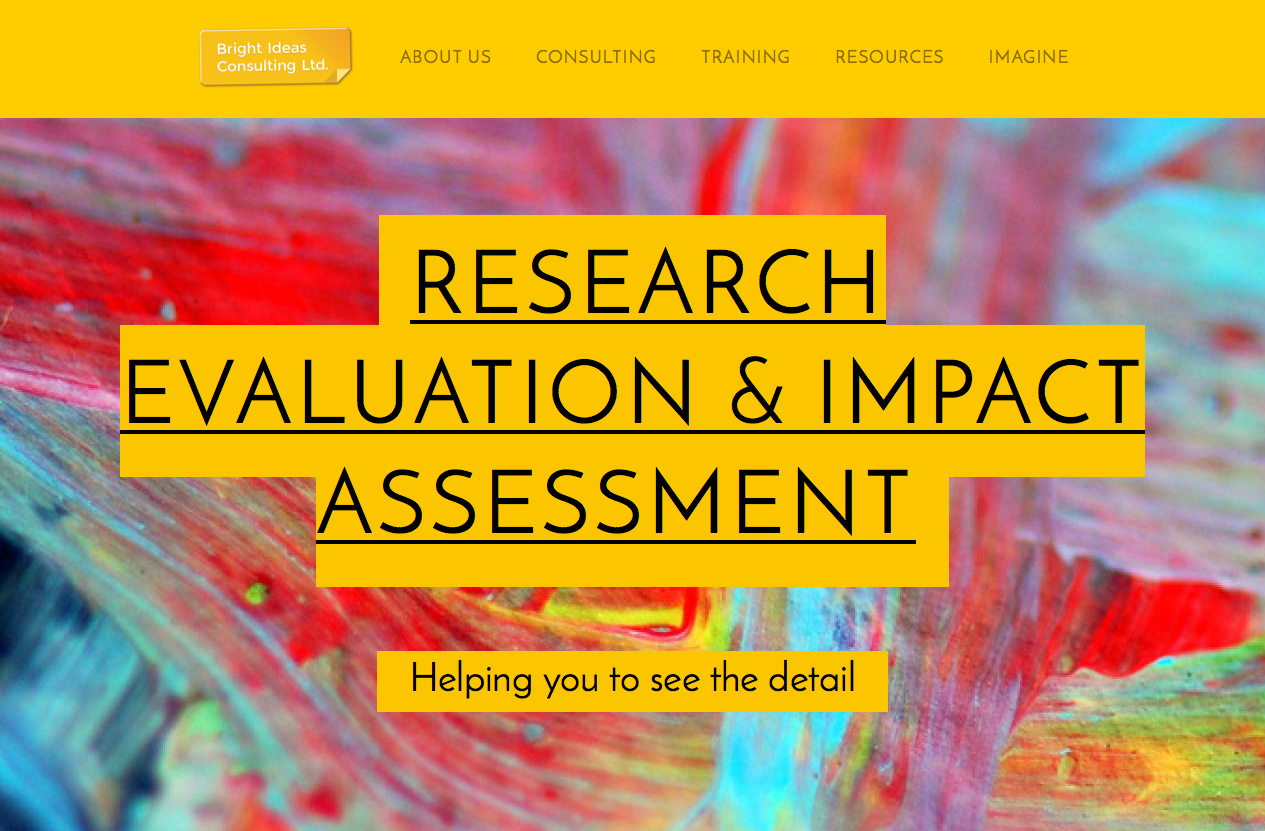 Bright Ideas
Consulting Ltd.
ABOUT US
CONSULTING
TRAINING
RESOURCES
IMAGINE
RESEARCH
EVALUATION & IMPACT
ASSESSMENT
Helping you to see the detail